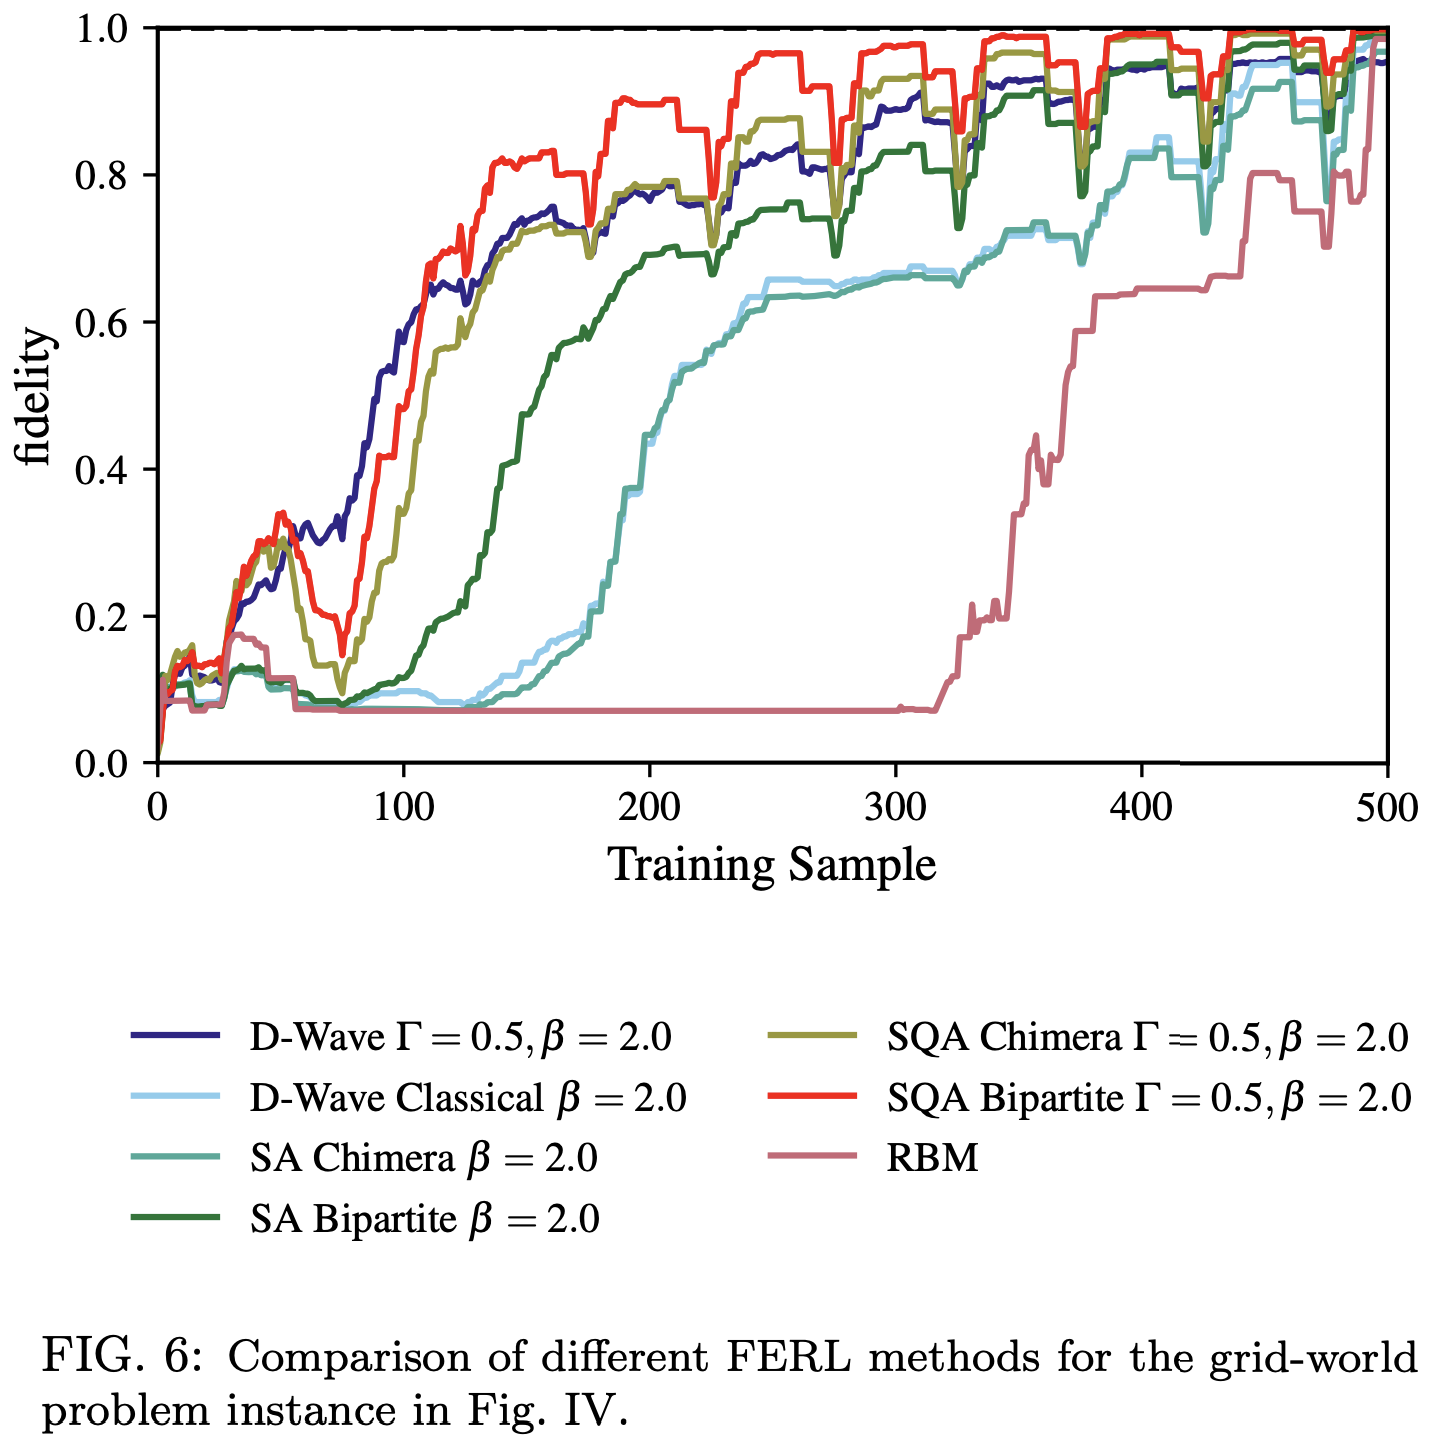 1.0
0.8
0.6
0.4
0.2
0.0
fidelity
0 100 200 300 400 500
Training Sample
D-Wave Γ = 0.5, β = 2.0
D-Wave Classical β = 2.0
SA Chimera β = 2.0
SA Bipartite β = 2.0
SQA Chimera Γ = 0.5, β = 2.0
SQA Bipartite Γ = 0.5, β = 2.0
RBM
FIG. 6: Comparison of different FERL methods for the grid-world
problem instance in Fig. IV.